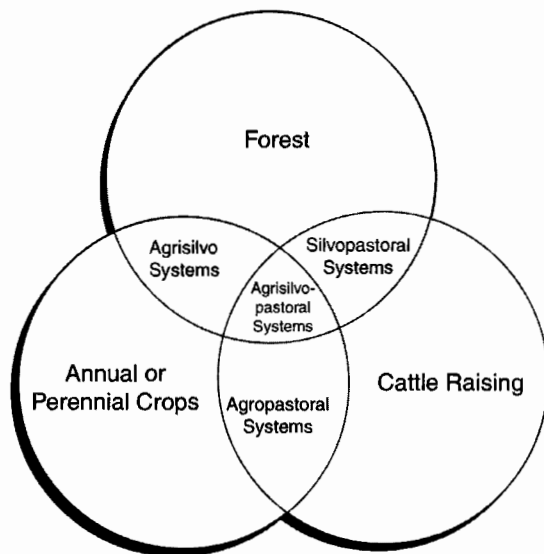 Forest
Agrisilvo
Systems
Silvopastoral
Systems
Agrisilvo-
pastoral
Systems
Annual or
Perennial Crops
Cattle Raising
Agropastoral
Systems